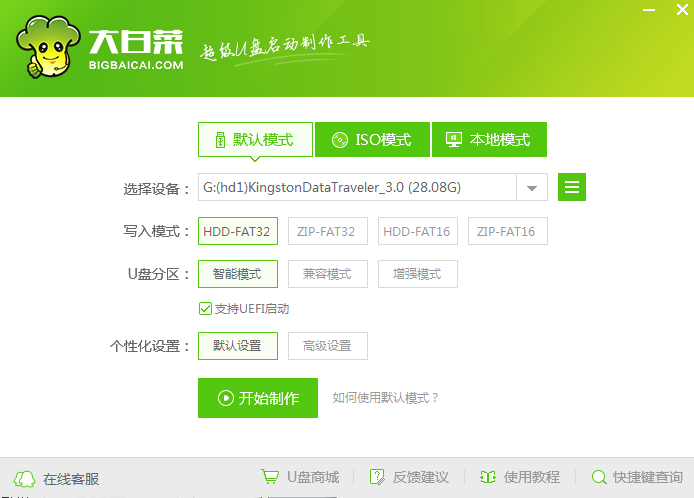 大白菜
BIGBAICAI.COM
超级U盘启动制作工具
默认模式 ISO模式 本地模式
选择设备： G:(hd1)KingstonDataTraveler_3.0 (28.08G)
写入模式： HDD-FAT32 ZIP-FAT32 HDD-FAT16 ZIP-FAT16
U盘分区： 智能模式 兼容模式 增强模式
支持UEFI启动
个性化设置： 默认设置 高级设置
开始制作 如何使用默认模式？
在线客服 U盘商城 反馈建议 使用教程 快捷键查询